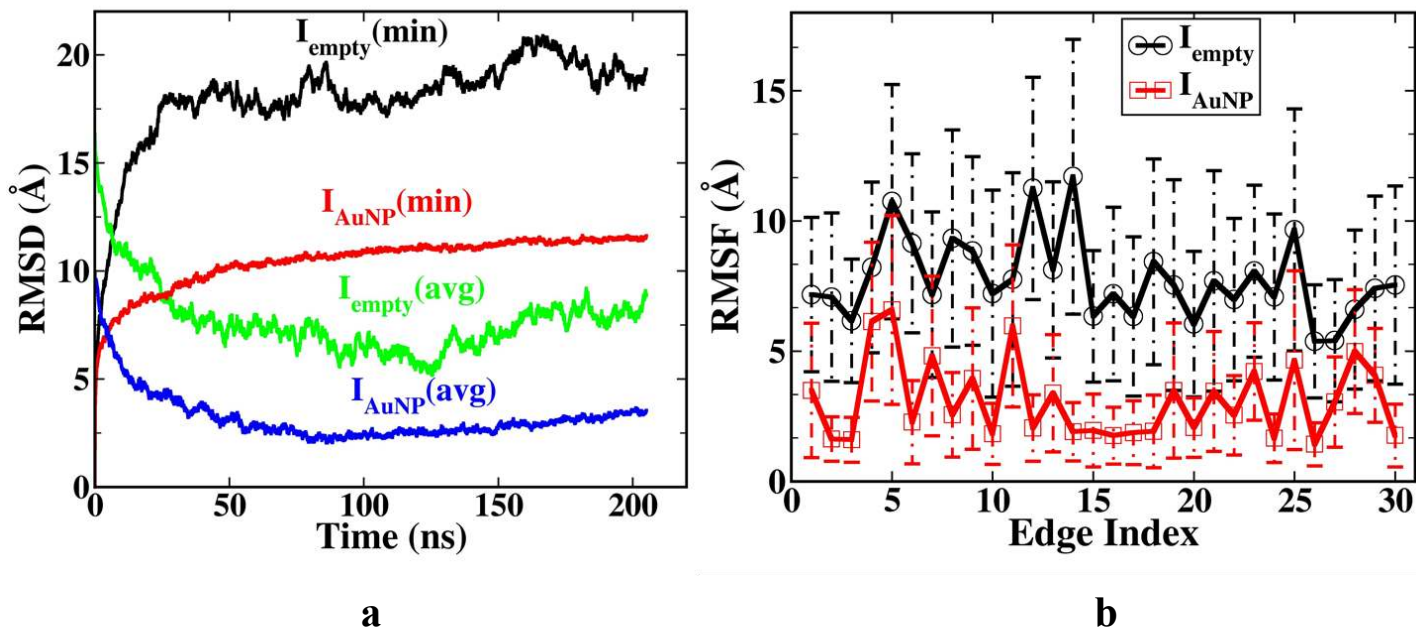 RMSD (Å)
20
15
10
5
0
I_empty(min)
I_AuNP(min)
I_empty(avg)
I_AuNP(avg)
0 50 100 150 200
Time (ns)
a
RMSF (Å)
15
10
5
0
I_empty
I_AuNP
0 5 10 15 20 25 30
Edge Index
b